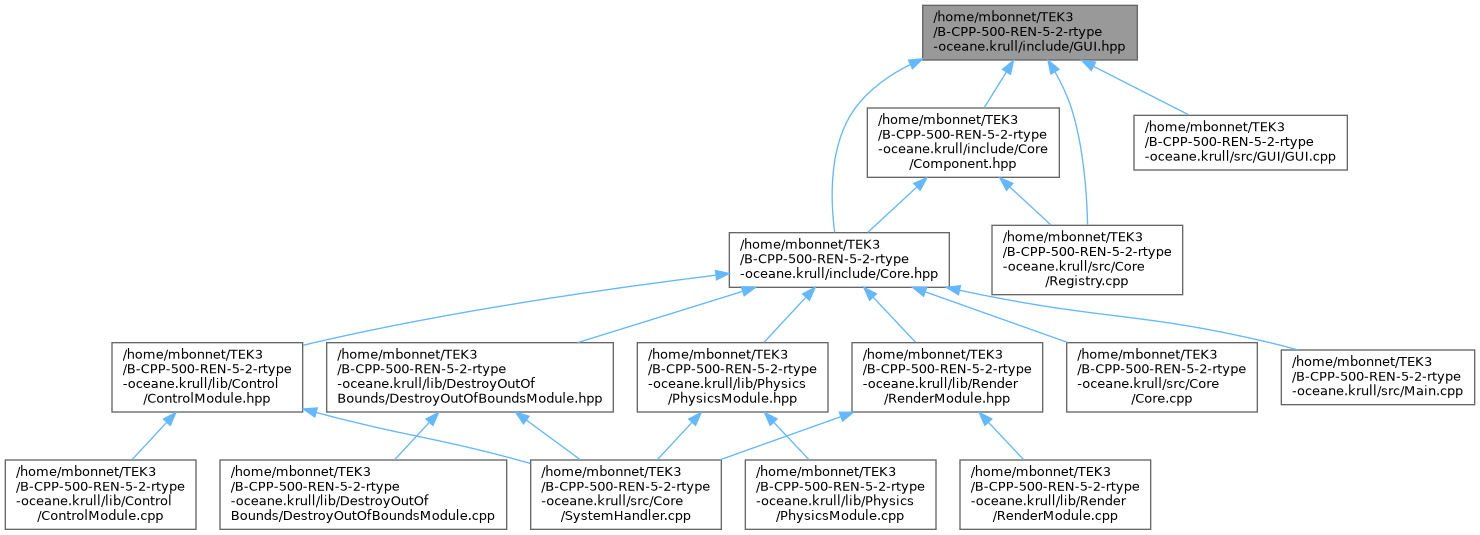 /home/mbonnet/TEK3
/B-CPP-500-REN-5-2-rtype
-oceane.krull/include/GUI.hpp
/home/mbonnet/TEK3
/B-CPP-500-REN-5-2-rtype
-oceane.krull/include/Core
/Component.hpp
/home/mbonnet/TEK3
/B-CPP-500-REN-5-2-rtype
-oceane.krull/src/GUI/GUI.cpp
/home/mbonnet/TEK3
/B-CPP-500-REN-5-2-rtype
-oceane.krull/include/Core.hpp
/home/mbonnet/TEK3
/B-CPP-500-REN-5-2-rtype
-oceane.krull/src/Core
/Registry.cpp
/home/mbonnet/TEK3
/B-CPP-500-REN-5-2-rtype
-oceane.krull/lib/Control
/ControlModule.hpp
/home/mbonnet/TEK3
/B-CPP-500-REN-5-2-rtype
-oceane.krull/lib/DestroyOutOf
Bounds/DestroyOutOfBoundsModule.hpp
/home/mbonnet/TEK3
/B-CPP-500-REN-5-2-rtype
-oceane.krull/lib/Physics
/PhysicsModule.hpp
/home/mbonnet/TEK3
/B-CPP-500-REN-5-2-rtype
-oceane.krull/lib/Render
/RenderModule.hpp
/home/mbonnet/TEK3
/B-CPP-500-REN-5-2-rtype
-oceane.krull/src/Core
/Core.cpp
/home/mbonnet/TEK3
/B-CPP-500-REN-5-2-rtype
-oceane.krull/src/Main.cpp
/home/mbonnet/TEK3
/B-CPP-500-REN-5-2-rtype
-oceane.krull/lib/Control
/ControlModule.cpp
/home/mbonnet/TEK3
/B-CPP-500-REN-5-2-rtype
-oceane.krull/lib/DestroyOutOf
Bounds/DestroyOutOfBoundsModule.cpp
/home/mbonnet/TEK3
/B-CPP-500-REN-5-2-rtype
-oceane.krull/src/Core
/SystemHandler.cpp
/home/mbonnet/TEK3
/B-CPP-500-REN-5-2-rtype
-oceane.krull/lib/Physics
/PhysicsModule.cpp
/home/mbonnet/TEK3
/B-CPP-500-REN-5-2-rtype
-oceane.krull/lib/Render
/RenderModule.cpp